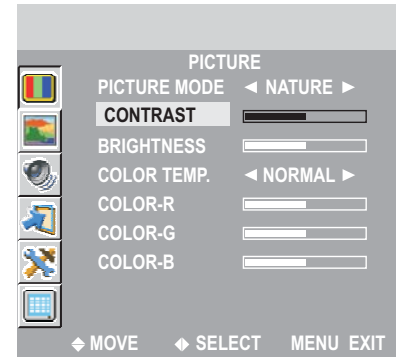 PICTURE
PICTURE MODE ◄ NATURE ►
CONTRAST
BRIGHTNESS
COLOR TEMP. ◄ NORMAL ►
COLOR-R
COLOR-G
COLOR-B
MOVE SELECT MENU EXIT